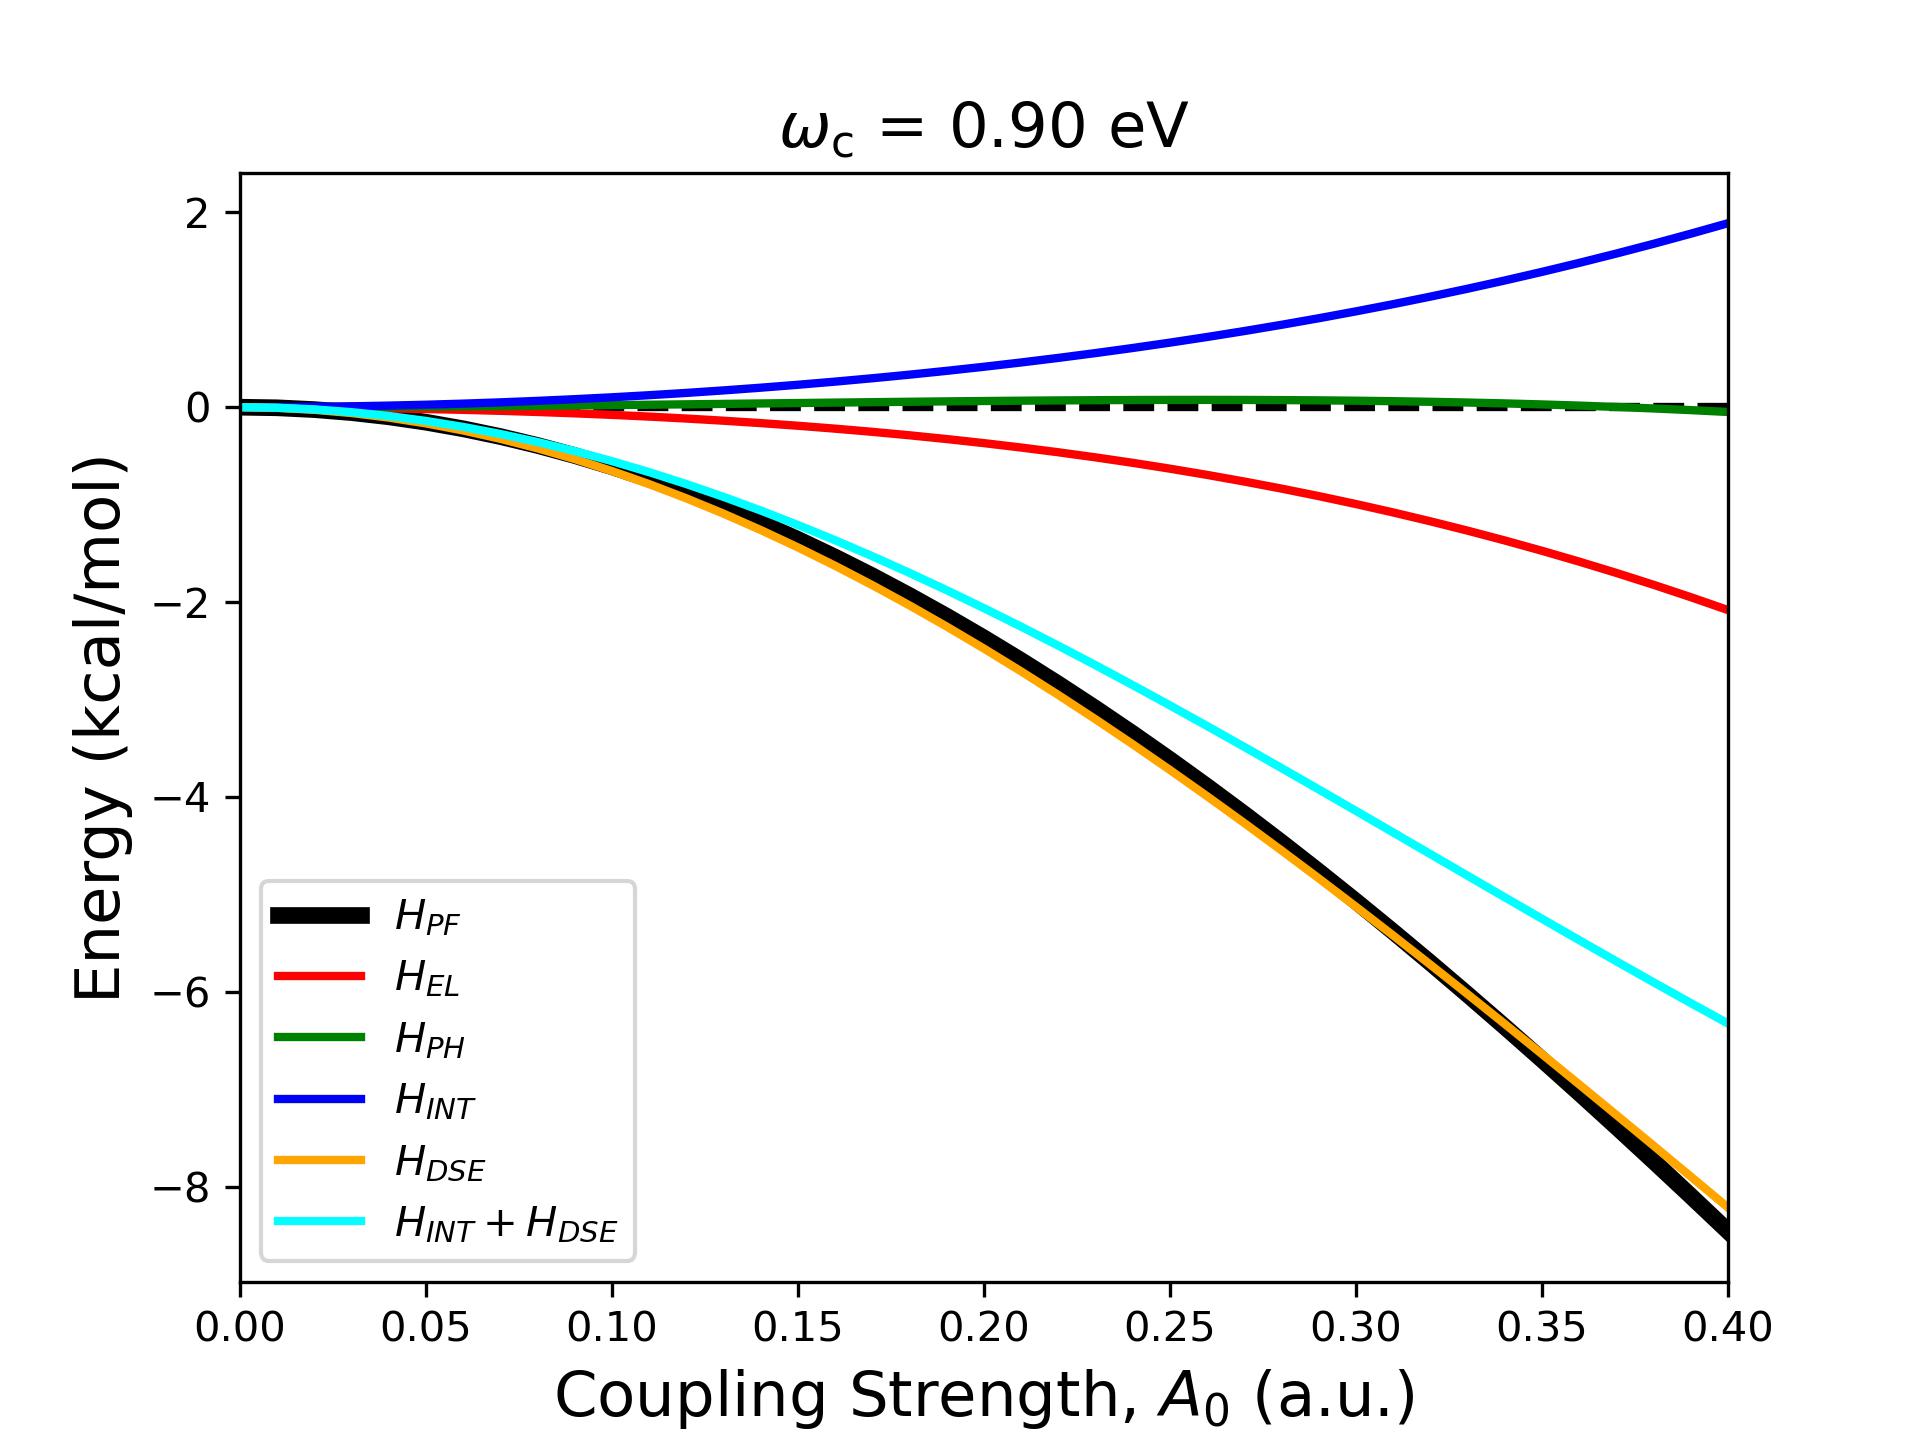 ω_c = 0.90 eV
Energy (kcal/mol)
2
0
−2
−4
−6
−8
H_PF
H_EL
H_PH
H_INT
H_DSE
H_INT + H_DSE
0.00 0.05 0.10 0.15 0.20 0.25 0.30 0.35 0.40
Coupling Strength, A_0 (a.u.)